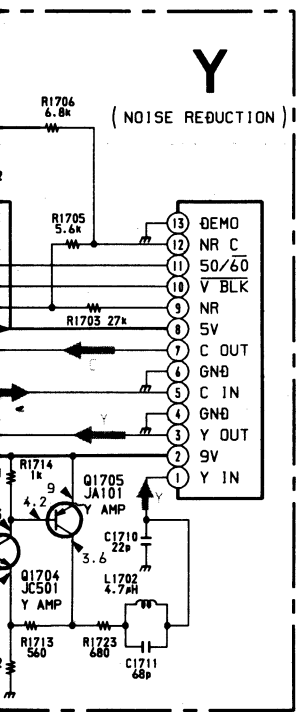 Y
( NOISE REDUCTION )
R1706
6.8k
R1705
5.6k
R1703 27k
13 DEMO
12 NR C
11 50/60
10 V BLK
9 NR
8 5V
7 C OUT
6 GND
5 C IN
4 GND
3 Y OUT
2 9V
1 Y IN
C
Y
Y
R1714
1k
9
4.2
3.6
Q1705
JA101
Y AMP
C1710
22p
Q1704
JC501
Y AMP
L1702
4.7µH
R1713
560
R1723
680
C1711
68p